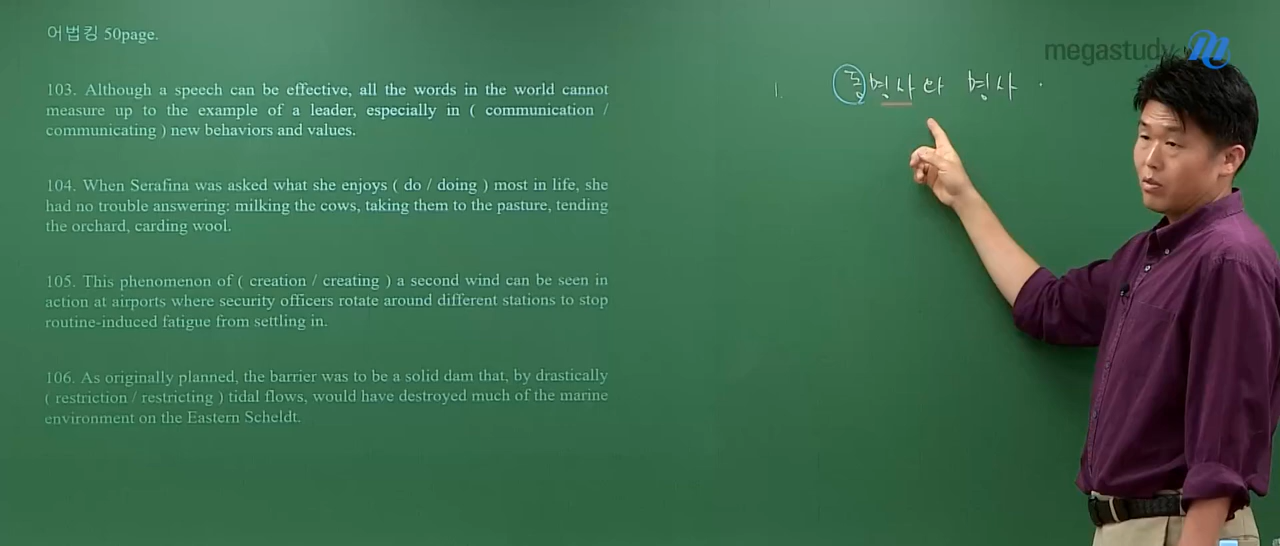 어법킹 50page.
103. Although a speech can be effective, all the words in the world cannot
measure up to the example of a leader, especially in ( communication /
communicating ) new behaviors and values.
104. When Serafina was asked what she enjoys ( do / doing ) most in life, she
had no trouble answering: milking the cows, taking them to the pasture, tending
the orchard, carding wool.
105. This phenomenon of ( creation / creating ) a second wind can be seen in
action at airports where security officers rotate around different stations to stop
routine-induced fatigue from settling in.
106. As originally planned, the barrier was to be a solid dam that, by drastically
( restriction / restricting ) tidal flows, would have destroyed much of the marine
environment on the Eastern Scheldt.
1. 동명사와 명사
megastudy M